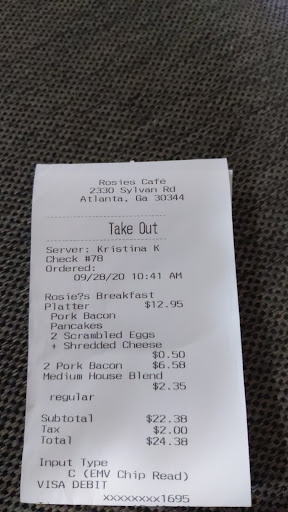 Rosies Cafe
2330 Sylvan Rd
Atlanta, Ga 30344
Take Out
Server: Kristina K
Check #78
Ordered:
09/28/20 10:41 AM
Rosie?s Breakfast
Platter $12.95
Pork Bacon
Pancakes
2 Scrambled Eggs
+ Shredded Cheese
$0.50
2 Pork Bacon $6.58
Medium House Blend
$2.35
regular
Subtotal $22.38
Tax $2.00
Total $24.38
Input Type
C (EMV Chip Read)
VISA DEBIT
xxxxxxxx1695